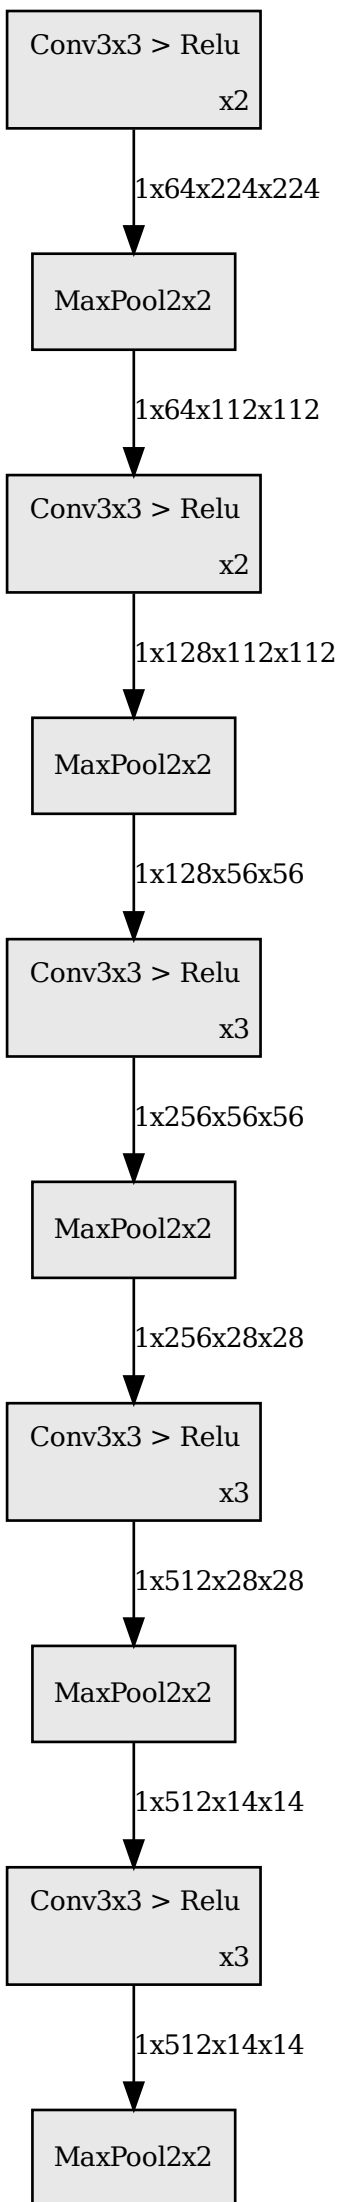 Conv3x3 > Relu
x2
1x64x224x224
MaxPool2x2
1x64x112x112
Conv3x3 > Relu
x2
1x128x112x112
MaxPool2x2
1x128x56x56
Conv3x3 > Relu
x3
1x256x56x56
MaxPool2x2
1x256x28x28
Conv3x3 > Relu
x3
1x512x28x28
MaxPool2x2
1x512x14x14
Conv3x3 > Relu
x3
1x512x14x14
MaxPool2x2